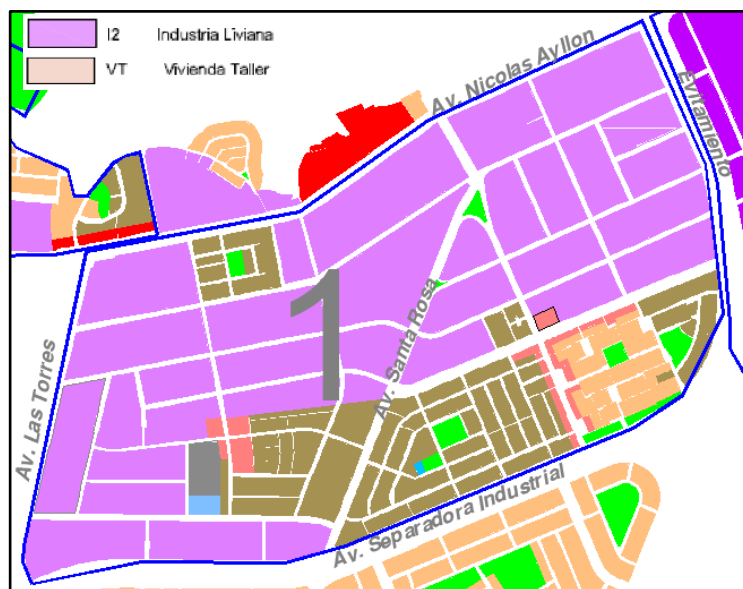 I2 Industria Liviana
VT Vivienda Taller
Av. Nicolas Ayllon
Evitamiento
1
Av. Santa Rosa
Av. Las Torres
Av. Separadora Industrial